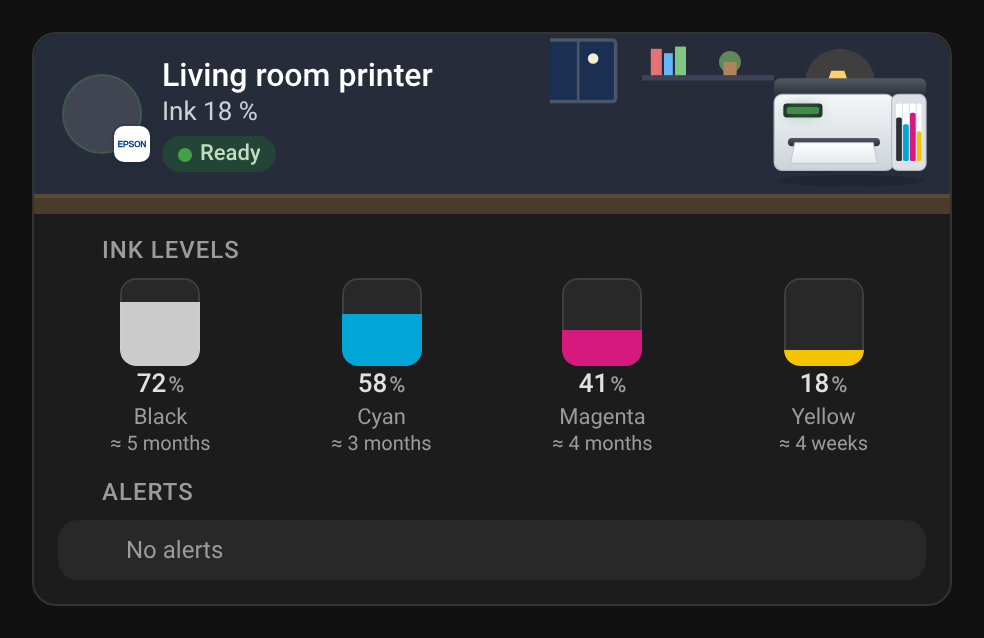 Living room printer
Ink 18 %
EPSON
Ready
INK LEVELS
72% 58% 41% 18%
Black Cyan Magenta Yellow
≈ 5 months ≈ 3 months ≈ 4 months ≈ 4 weeks
ALERTS
No alerts